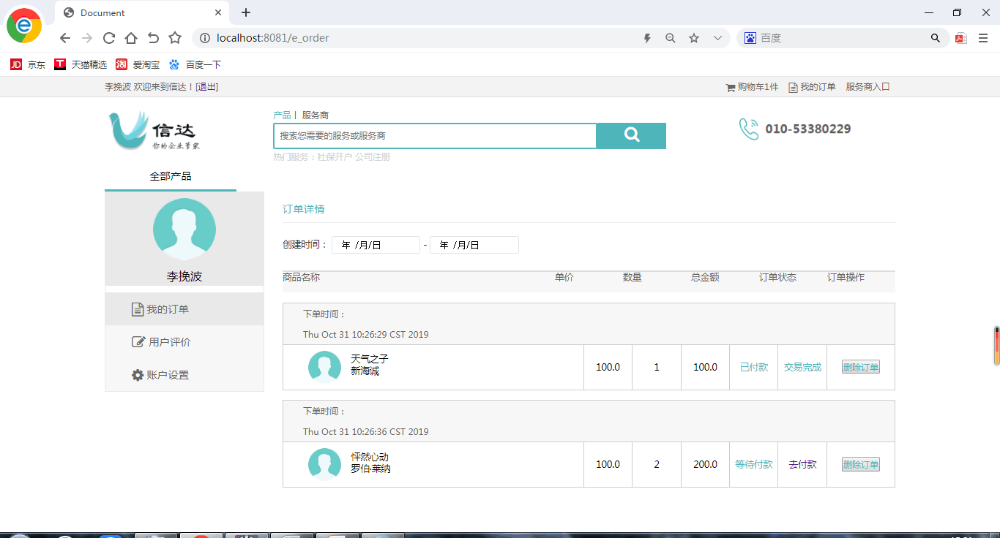 Document
localhost:8081/e_order
百度
JD 京东 T 天猫精选 淘 爱淘宝 百度一下
李挽波 欢迎来到信达！[退出] 购物车1件 我的订单 服务商入口
信达
你的企业管家
产品 | 服务商
搜索您需要的服务或服务商
热门服务：社保开户 公司注册
010-53380229
全部产品
李挽波
我的订单
用户评价
账户设置
订单详情
创建时间： 年 /月/日 - 年 /月/日
商品名称 单价 数量 总金额 订单状态 订单操作
下单时间：
Thu Oct 31 10:26:29 CST 2019
天气之子
新海诚
100.0 1 100.0 已付款 交易完成 删除订单
下单时间：
Thu Oct 31 10:26:36 CST 2019
怦然心动
罗伯·莱纳
100.0 2 200.0 等待付款 去付款 删除订单